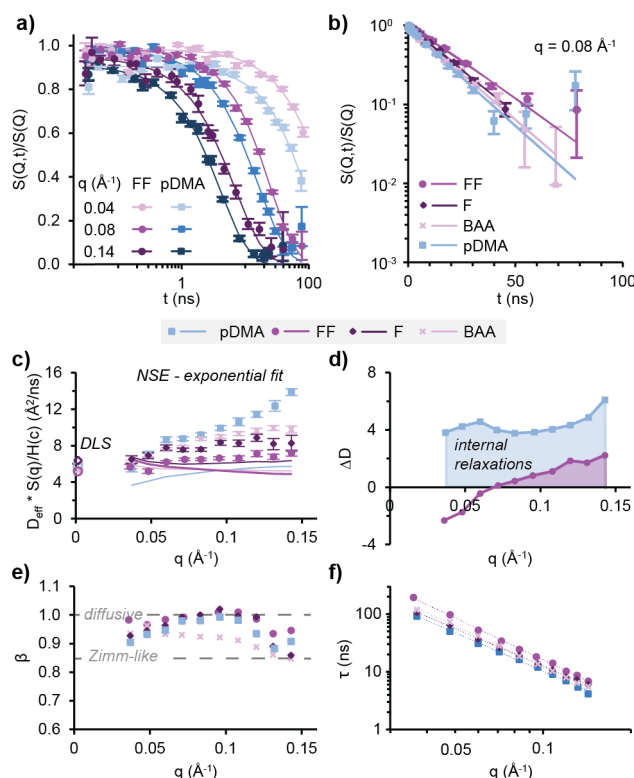 a)
S(Q,t)/S(Q)
1.0
0.8
0.6
0.4
0.2
0.0
q (Å⁻¹) FF pDMA
0.04
0.08
0.14
1
100
t (ns)
b)
q = 0.08 Å⁻¹
S(Q,t)/S(Q)
10⁰
10⁻¹
10⁻²
10⁻³
FF
F
BAA
pDMA
0 20 40 60 80 100
t (ns)
pDMA FF F BAA
c)
NSE - exponential fit
D_eff * S(q)/H(c) (Å²/ns)
16
12
8
4
0
DLS
0 0.05 0.1 0.15
q (Å⁻¹)
d)
ΔD
8
4
0
-4
internal
relaxations
0.05 0.1 0.15
q (Å⁻¹)
e)
β
1.1
1.0
0.9
0.8
0.7
0.6
diffusive
Zimm-like
0 0.05 0.1 0.15
q (Å⁻¹)
f)
τ (ns)
100
10
1
0.05 0.1
q (Å⁻¹)